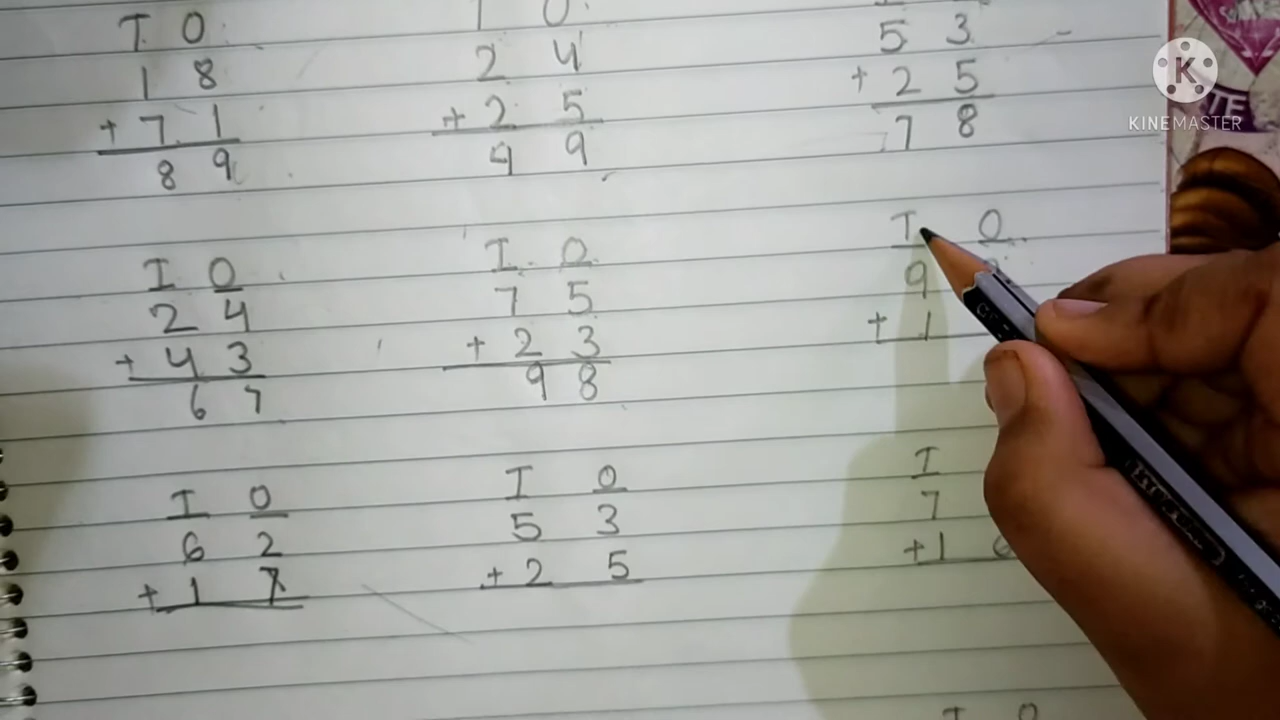 T O
1 8
+ 7 1
8 9
T O
2 4
+ 2 5
4 9
5 3
+ 2 5
7 8
KINEMASTER
T O
2 4
+ 4 3
6 7
T O
7 5
+ 2 3
9 8
T O
9
+ 1
T O
6 2
+ 1 7
T O
5 3
+ 2 5
T
7
+ 1 6
T O